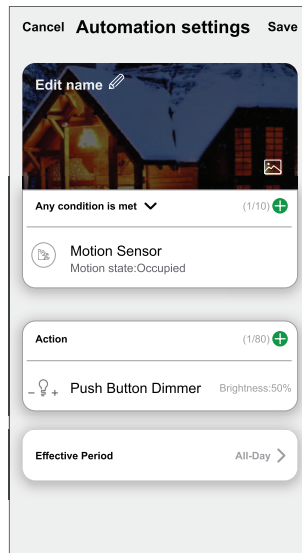 Cancel Automation settings Save
Edit name
Any condition is met (1/10)
Motion Sensor
Motion state:Occupied
Action (1/80)
Push Button Dimmer Brightness:50%
Effective Period All-Day